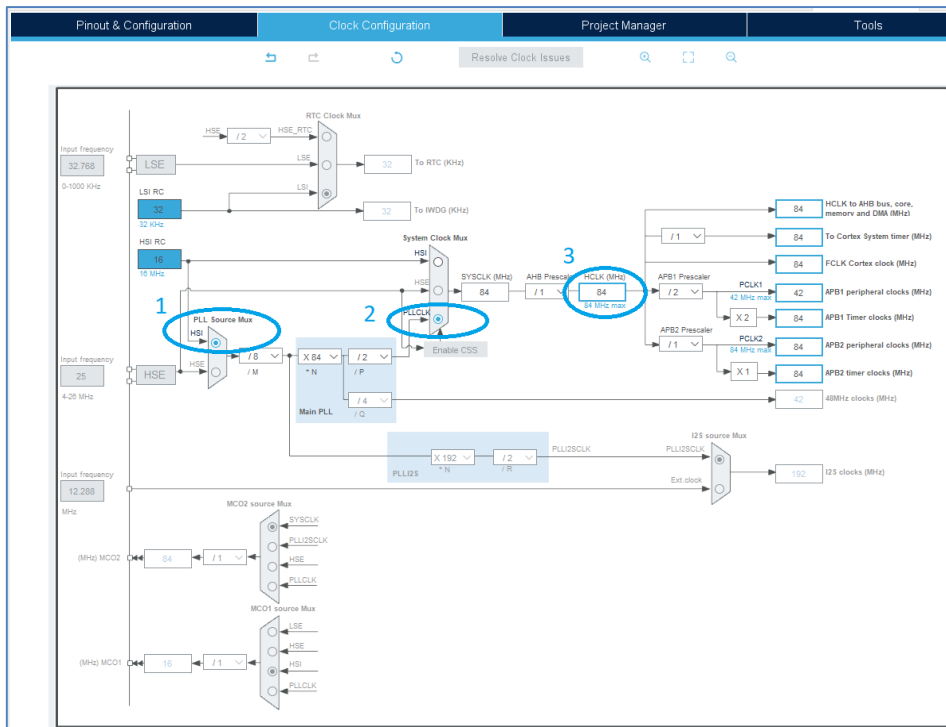 Pinout & Configuration
Clock Configuration
Project Manager
Tools
Resolve Clock Issues
RTC Clock Mux
HSE
/ 2
HSE_RTC
Input frequency
32.768
0-1000 KHz
LSE
LSE
32
To RTC (KHz)
LSI RC
LSI
32
32 KHz
32
To IWDG (KHz)
HSI RC
16
16 MHz
System Clock Mux
HSI
HSE
PLLCLK
2
Enable CSS
SYSCLK (MHz)
84
AHB Prescaler
/ 1
3
HCLK (MHz)
84
84 MHz max
84
HCLK to AHB bus, core,
memory and DMA (MHz)
/ 1
84
To Cortex System timer (MHz)
84
FCLK Cortex clock (MHz)
APB1 Prescaler
/ 2
PCLK1
42 MHz max
42
APB1 peripheral clocks (MHz)
X 2
84
APB1 Timer clocks (MHz)
APB2 Prescaler
/ 1
PCLK2
84 MHz max
84
APB2 peripheral clocks (MHz)
X 1
84
APB2 timer clocks (MHz)
42
48MHz clocks (MHz)
1
PLL Source Mux
HSI
HSE
Input frequency
25
4-26 MHz
HSE
/ 8
/ M
X 84
* N
/ 2
/ P
/ 4
/ Q
Main PLL
X 192
* N
/ 2
/ R
PLLI2S
PLLI2SCLK
I2S source Mux
PLLI2SCLK
Ext.clock
192
I2S clocks (MHz)
Input frequency
12.288
MHz
MCO2 source Mux
SYSCLK
PLLI2SCLK
HSE
PLLCLK
(MHz) MCO2
84
/ 1
MCO1 source Mux
LSE
HSE
HSI
PLLCLK
(MHz) MCO1
16
/ 1